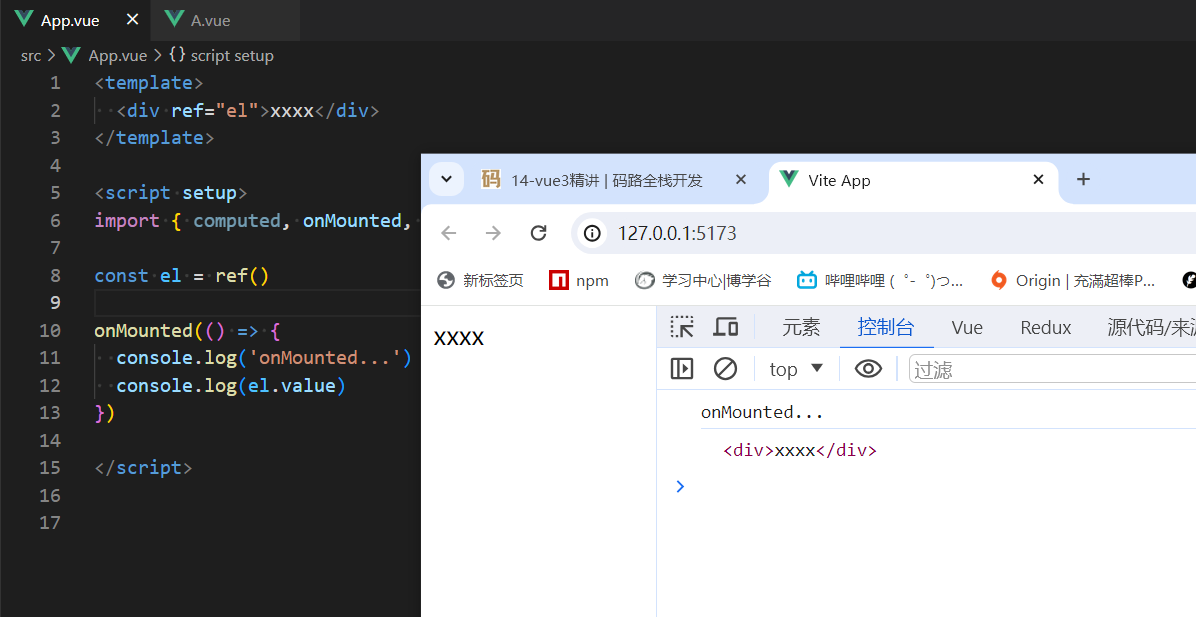 App.vue A.vue
src > App.vue > {} script setup
1 <template>
2 <div ref="el">xxxx</div>
3 </template>
4
5 <script setup>
6 import { computed, onMounted,
7
8 const el = ref()
9
10 onMounted(() => {
11 console.log('onMounted...')
12 console.log(el.value)
13 })
14
15 </script>
16
17
码 14-vue3精讲 | 码路全栈开发 Vite App
127.0.0.1:5173
新标签页 npm 学习中心|博学谷 哔哩哔哩 (゜-゜)つ... Origin | 充满超棒P...
xxxx
元素 控制台 Vue Redux 源代码/来源
top 过滤
onMounted...
<div>xxxx</div>